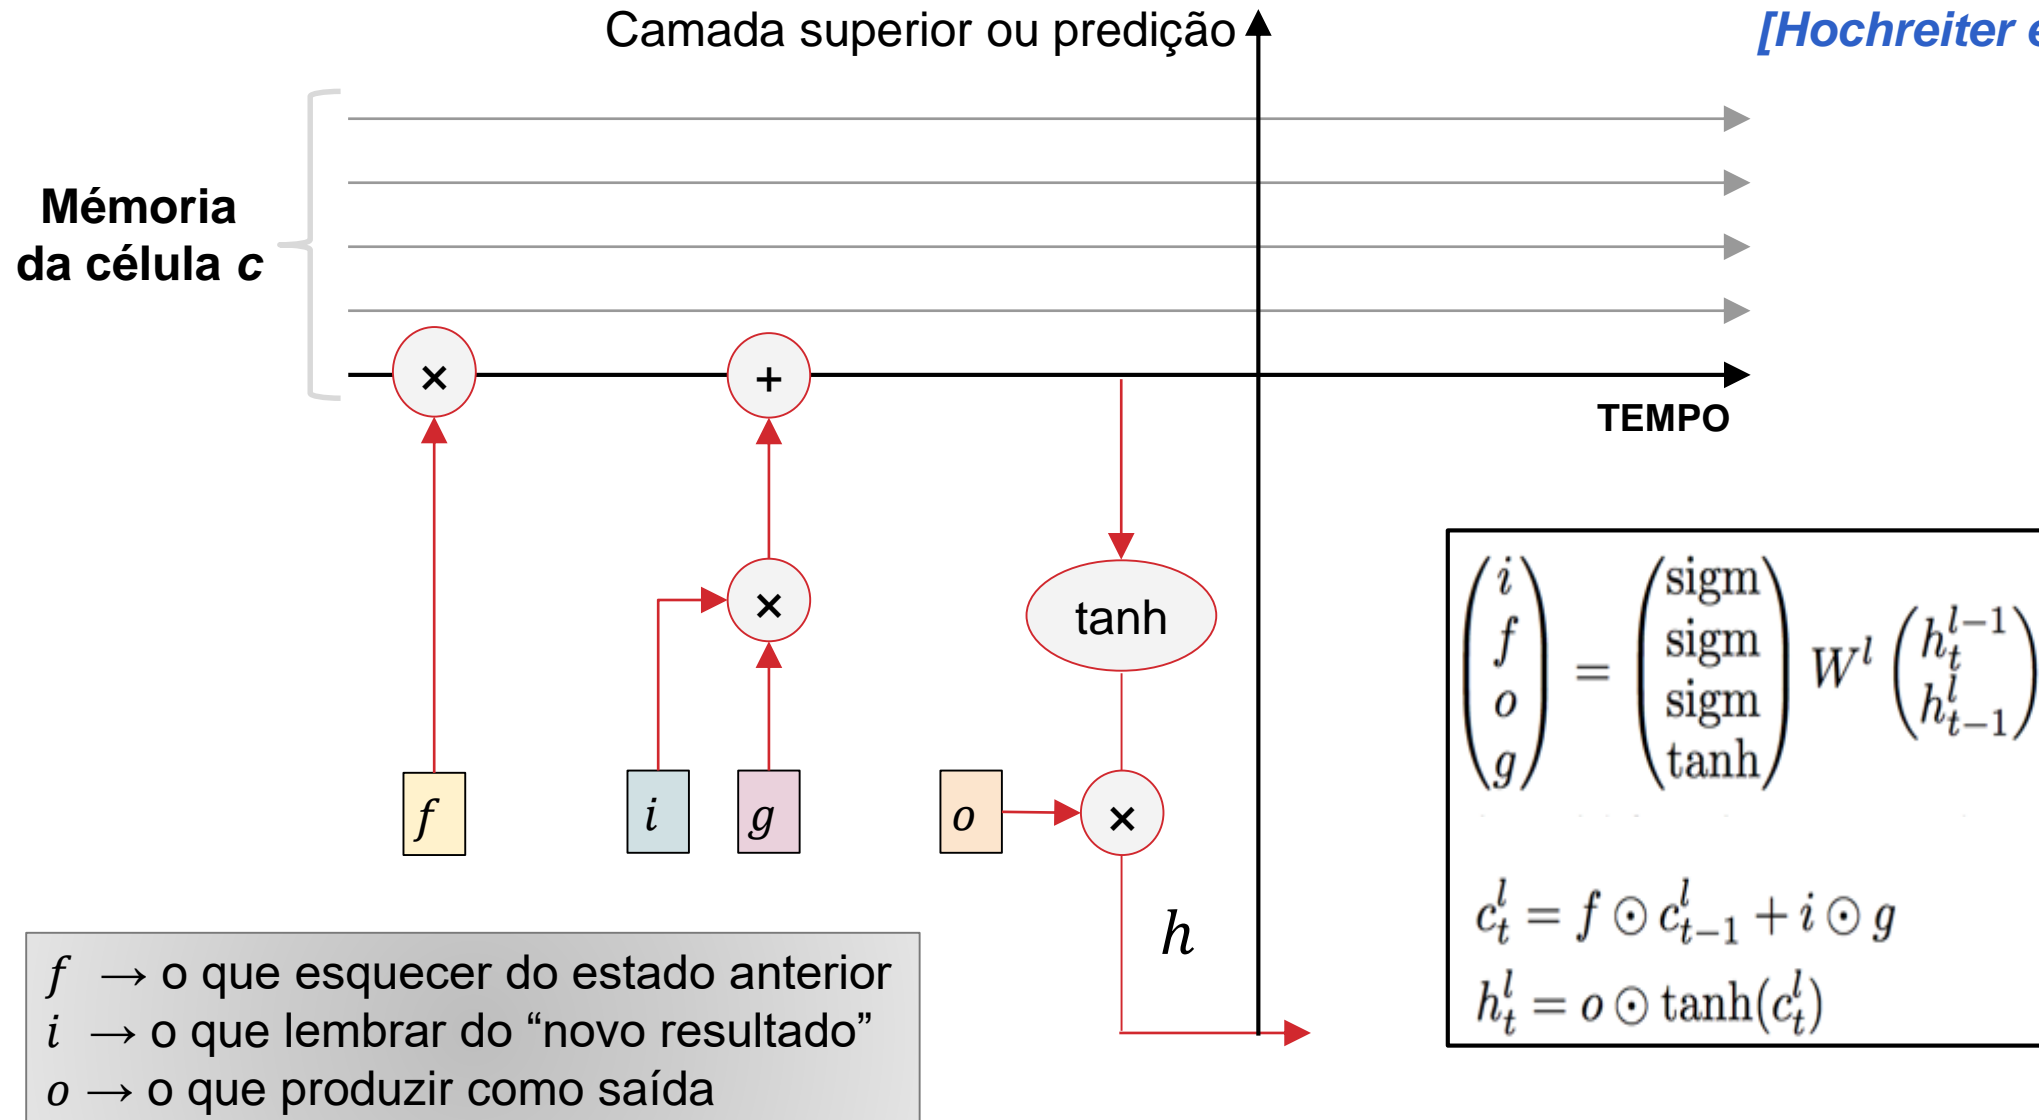 Camada superior ou predição
[Hochreiter e
Mémoria
da célula c
×
+
TEMPO
×
tanh
f
i
g
o
×
h
f → o que esquecer do estado anterior
i → o que lembrar do “novo resultado”
o → o que produzir como saída
(i f o g) = (sigm sigm sigm tanh) W^l (h_t^{l-1} h_{t-1}^l)
c_t^l = f ⊙ c_{t-1}^l + i ⊙ g
h_t^l = o ⊙ tanh(c_t^l)